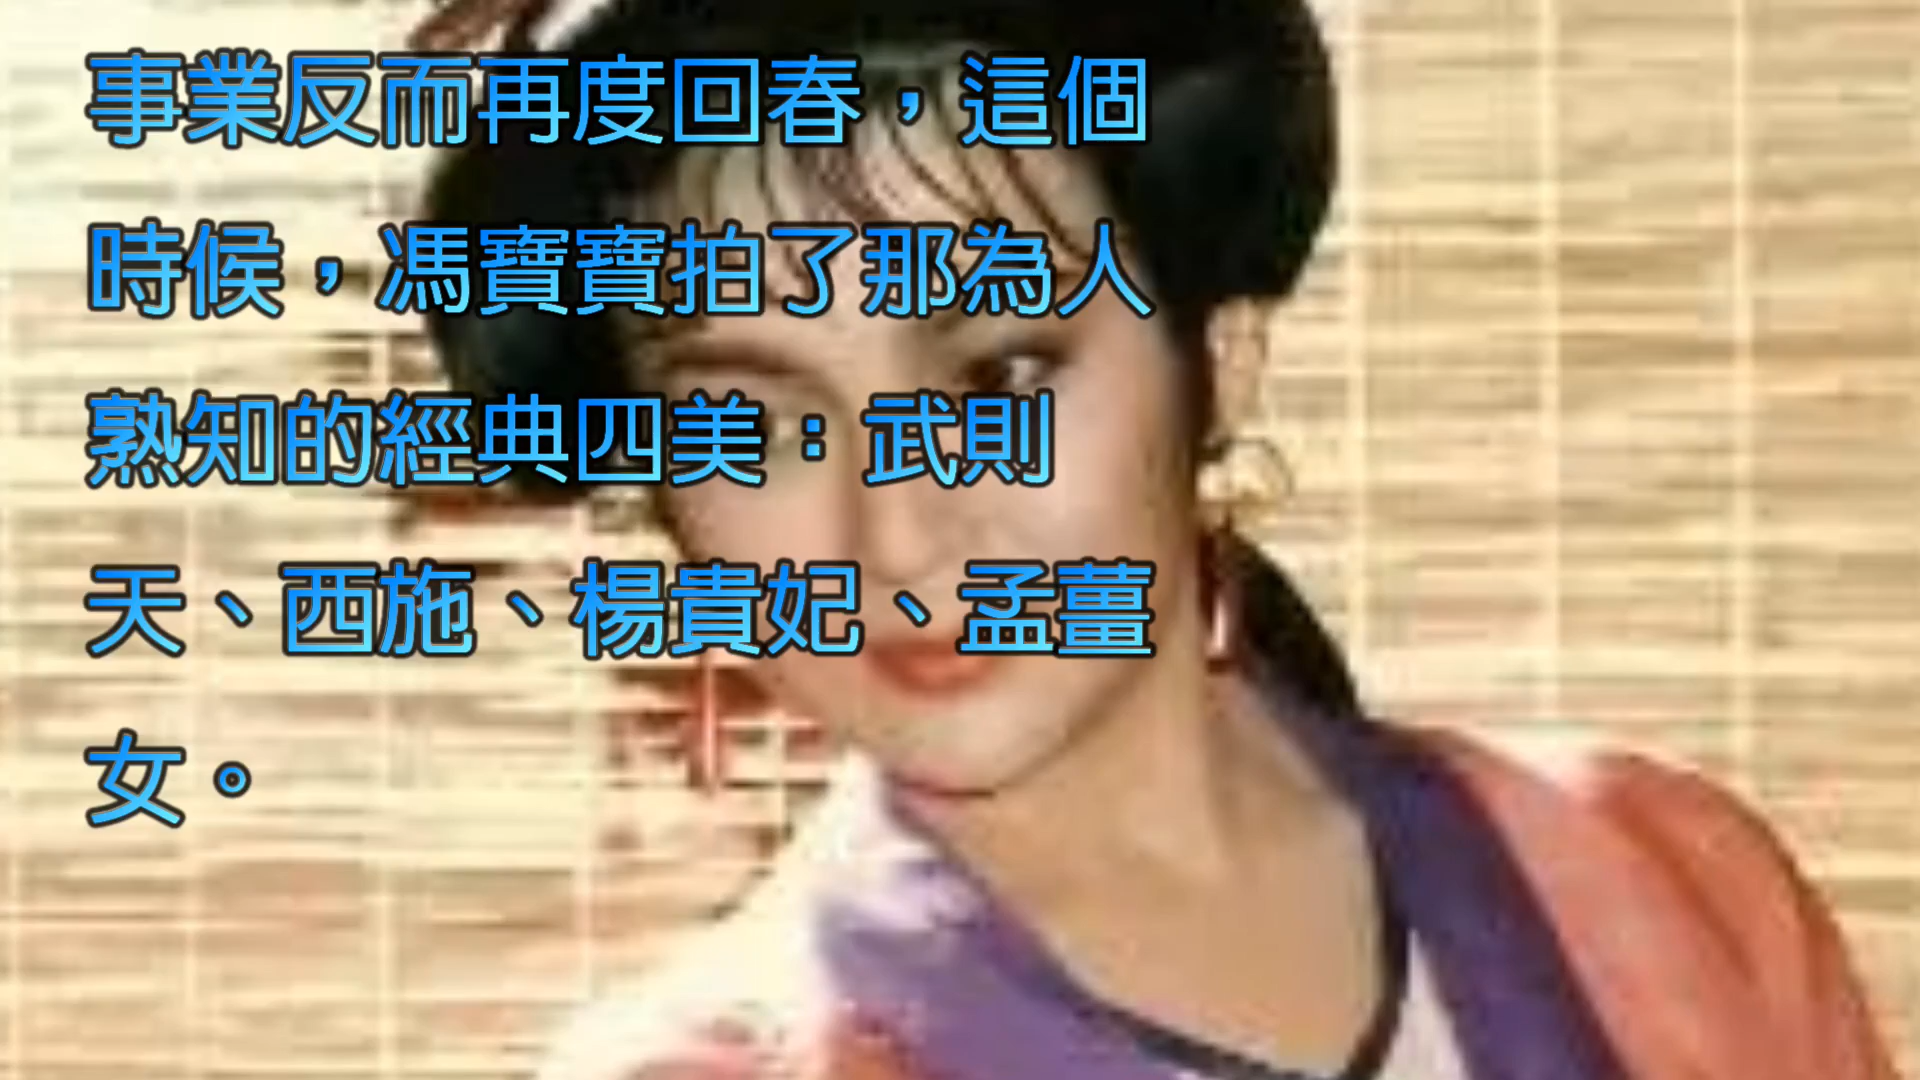 事業反而再度回春，這個
時候，馮寶寶拍了那為人
熟知的經典四美：武則
天、西施、楊貴妃、孟薑
女。